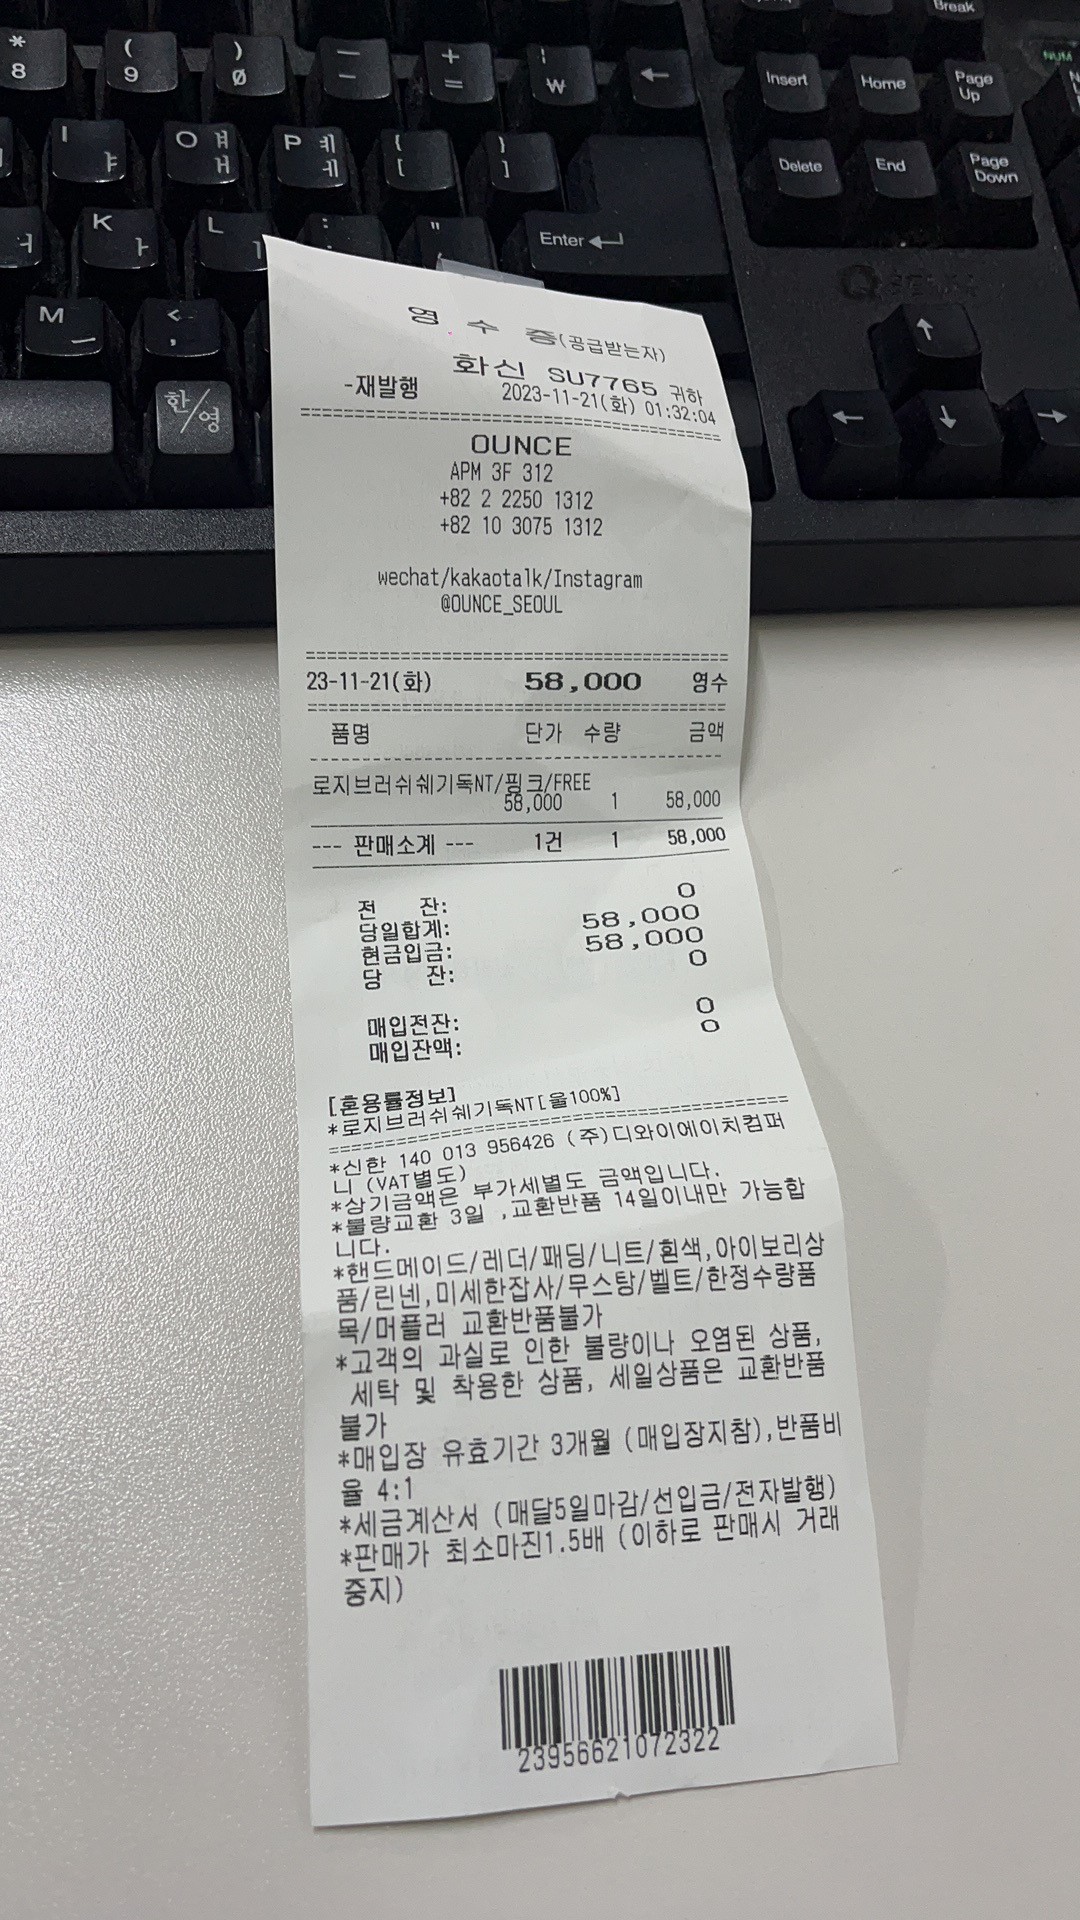 * 8
( 9
) Ø
— -
+ =
| ₩
←
Break
Insert
Home
Page Up
NUM
I ㅑ
O ㅒ ㅐ
P ㅖ ㅔ
{ [
} ]
Delete
End
Page Down
ㅓ
K ㅏ
L ㅣ
: ;
"
Enter
M ㅡ
< ,
한/영
↑
← ↓ →
영 수 증(공급받는자)
화신 SU7765 귀하
-재발행 2023-11-21(화) 01:32:04
OUNCE
APM 3F 312
+82 2 2250 1312
+82 10 3075 1312
wechat/kakaotalk/Instagram
@OUNCE_SEOUL
23-11-21(화) 58,000 영수
품명 단가 수량 금액
로지브러쉬쉐기독NT/핑크/FREE
58,000 1 58,000
--- 판매소계 --- 1건 1 58,000
전 잔: 0
당일합계: 58,000
현금입금: 58,000
당 잔: 0
매입전잔: 0
매입잔액: 0
[혼용률정보]
*로지브러쉬쉐기독NT[울100%]
*신한 140 013 956426 (주)디와이에이치컴퍼
니 (VAT별도)
*상기금액은 부가세별도 금액입니다.
*불량교환 3일 ,교환반품 14일이내만 가능합
니다.
*핸드메이드/레더/패딩/니트/흰색,아이보리상
품/린넨,미세한잡사/무스탕/벨트/한정수량품
목/머플러 교환반품불가
*고객의 과실로 인한 불량이나 오염된 상품,
세탁 및 착용한 상품, 세일상품은 교환반품
불가
*매입장 유효기간 3개월 (매입장지참),반품비
율 4:1
*세금계산서 (매달5일마감/선입금/전자발행)
*판매가 최소마진1.5배 (이하로 판매시 거래
중지)
23956621072322